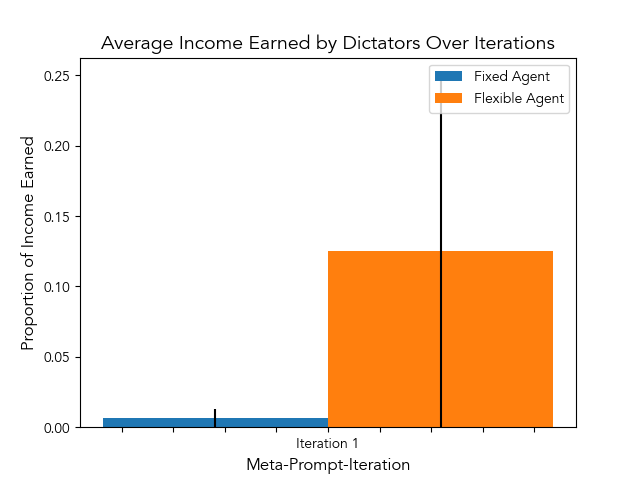 Average Income Earned by Dictators Over Iterations
Fixed Agent
Flexible Agent
Proportion of Income Earned
0.25
0.20
0.15
0.10
0.05
0.00
Iteration 1
Meta-Prompt-Iteration